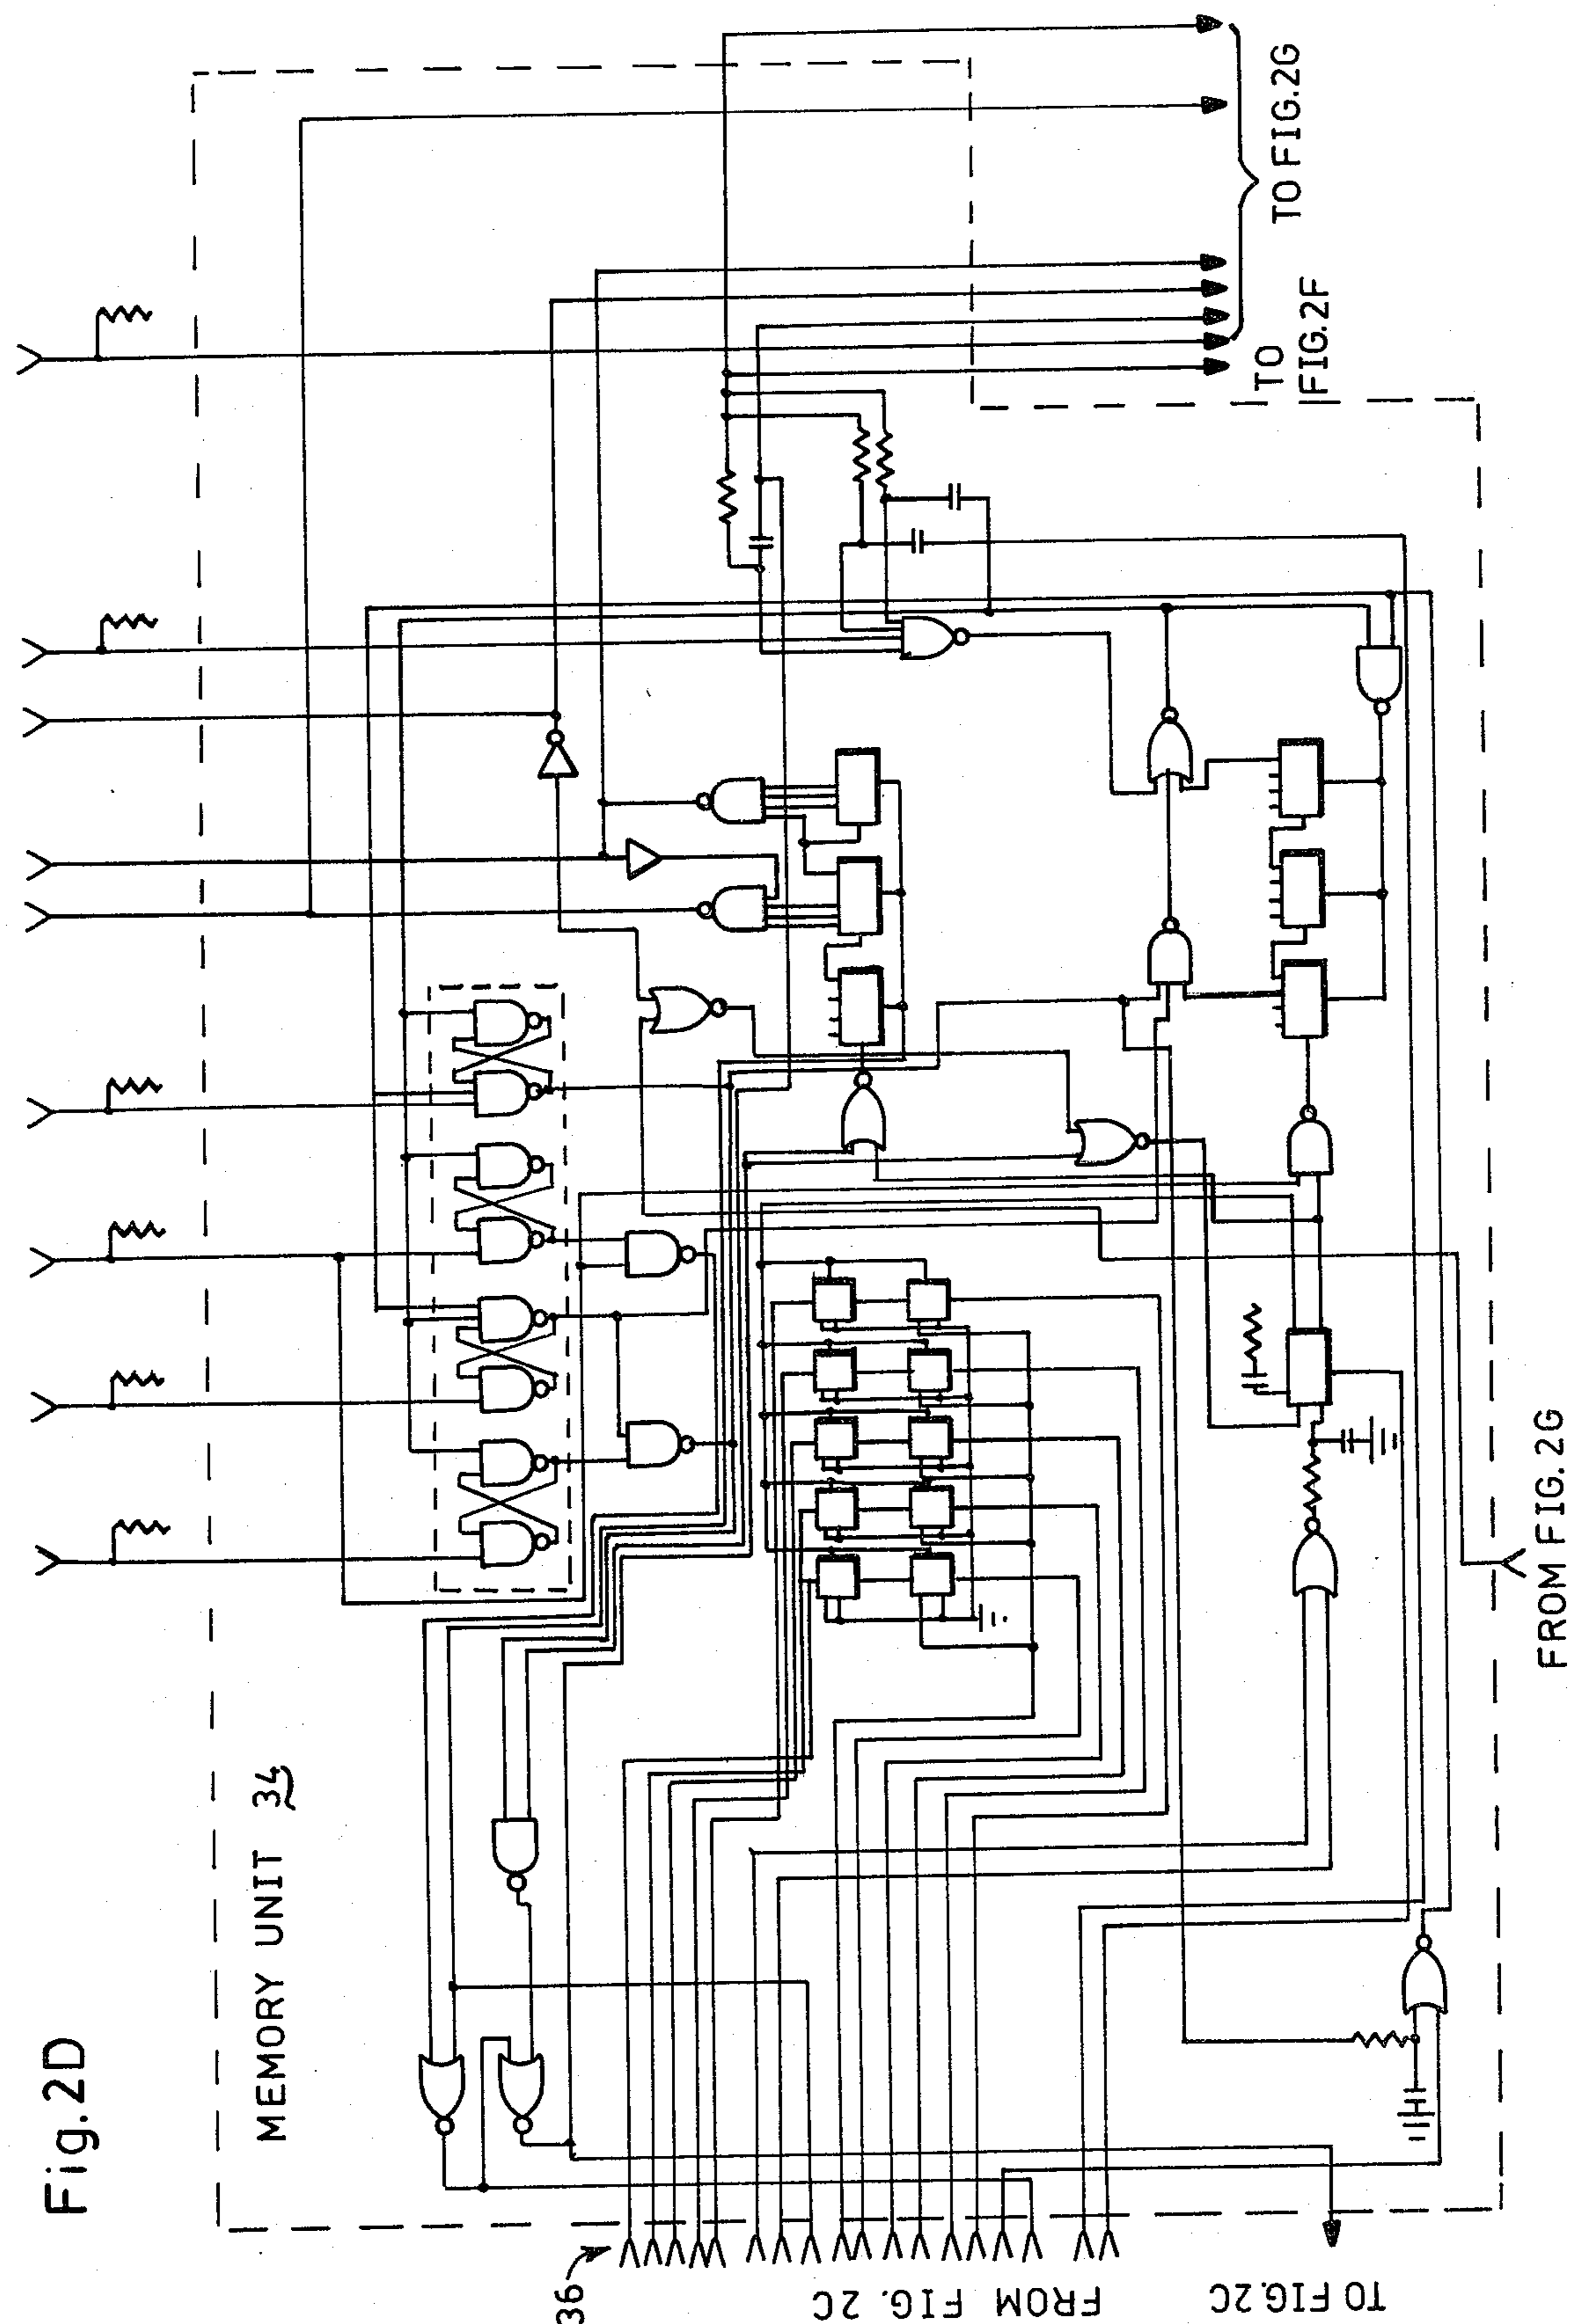 Fig.2D
MEMORY UNIT 34
36
FROM FIG. 2C
TO FIG.2C
FROM FIG.2G
TO
FIG.2F
TO FIG.2G